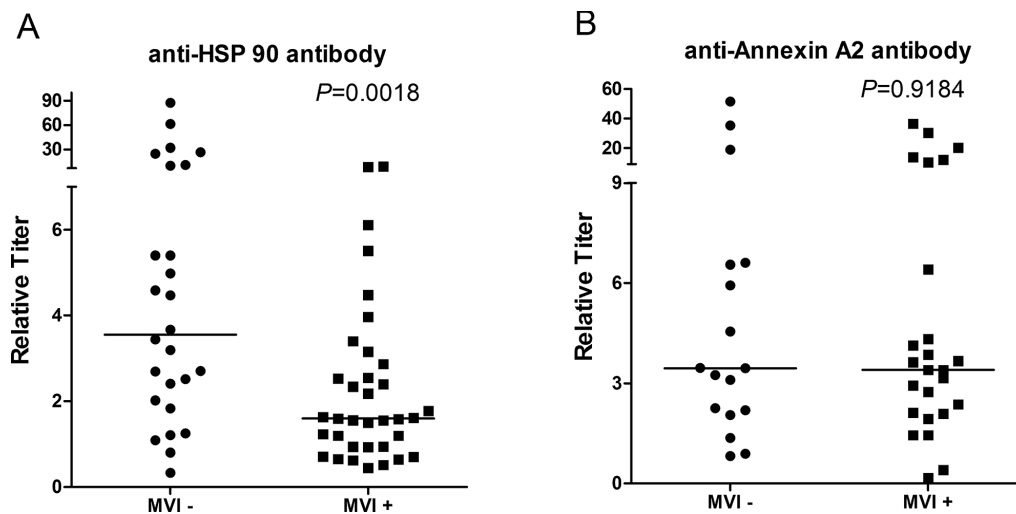 A
anti-HSP 90 antibody
P=0.0018
90
60
30
6
4
2
0
Relative Titer
MVI -
MVI +
B
anti-Annexin A2 antibody
P=0.9184
60
40
20
9
6
3
0
Relative Titer
MVI -
MVI +